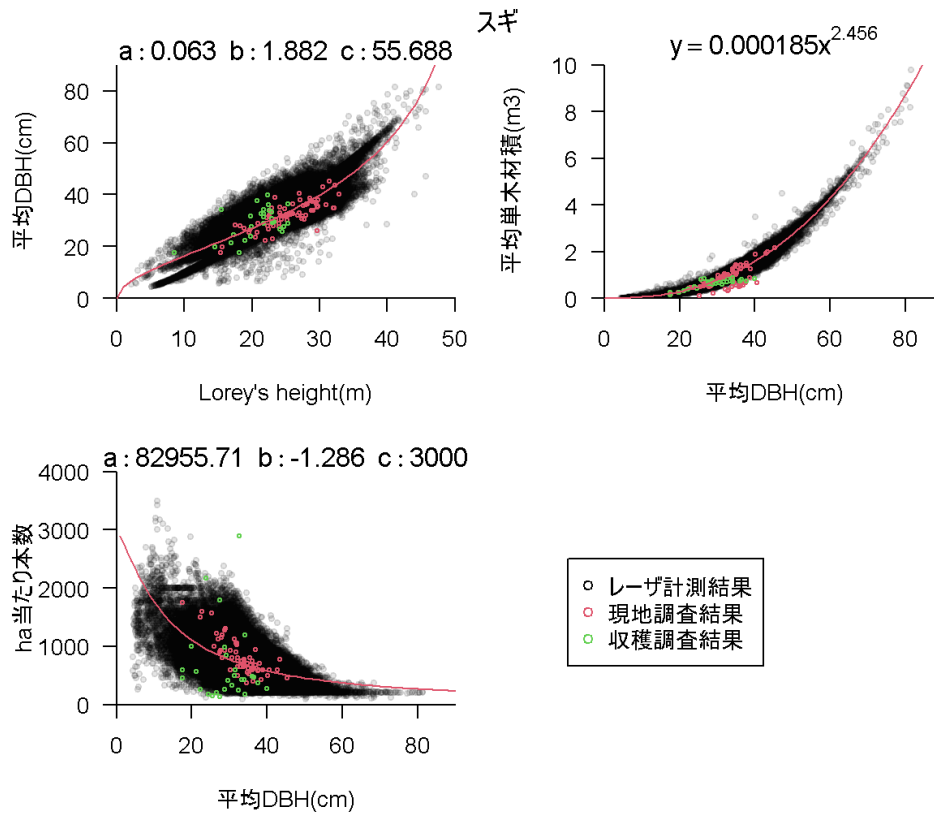 スギ
a : 0.063 b : 1.882 c : 55.688
平均DBH(cm)
80
60
40
20
0
0 10 20 30 40 50
Lorey's height(m)
y = 0.000185x^2.456
平均単木材積(m3)
10
8
6
4
2
0
0 20 40 60 80
平均DBH(cm)
a : 82955.71 b : -1.286 c : 3000
ha当たり本数
4000
3000
2000
1000
0
0 20 40 60 80
平均DBH(cm)
レーザ計測結果
現地調査結果
収穫調査結果